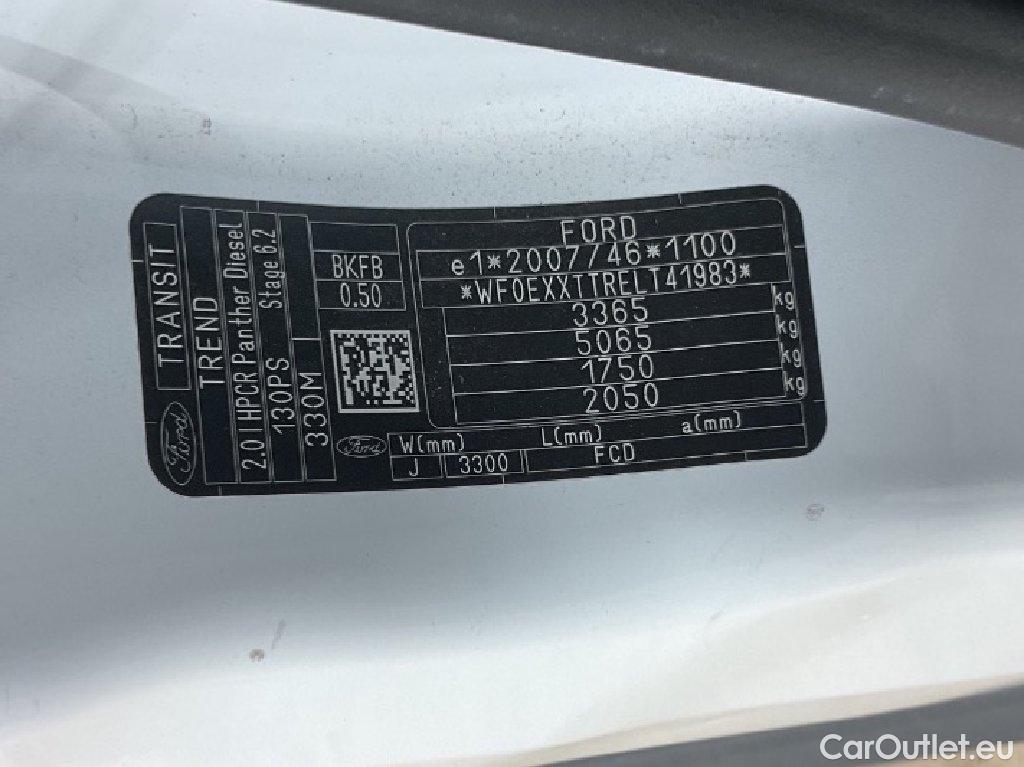 TRANSIT
TREND
2.0l HPCR Panther Diesel
Stage 6.2
130PS
330M
Ford
BKFB
0.50
FORD
e1*2007/46*1100
*WF0EXXTTRELT41983*
3365 kg
5065 kg
1750 kg
2050 kg
Ford
W(mm) L(mm) a(mm)
J 3300 FCD
CarOutlet.eu